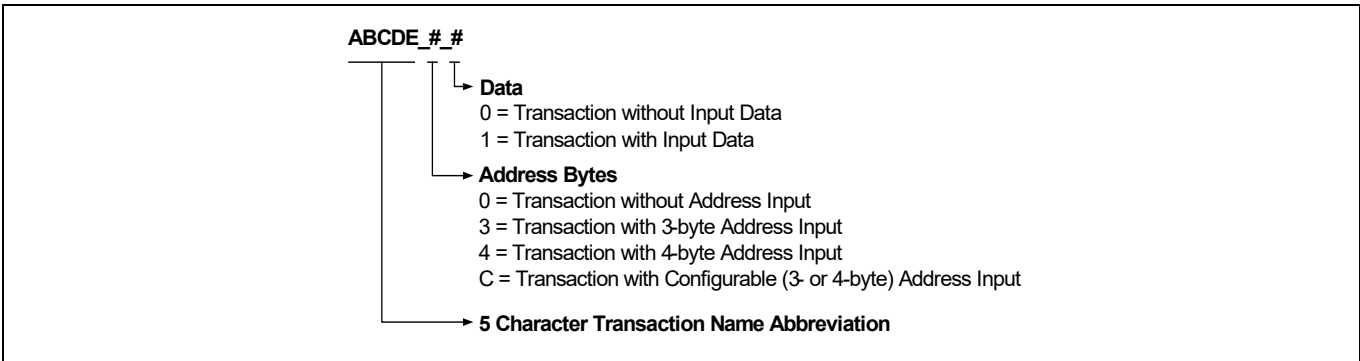 ABCDE_#_#
Data
0 = Transaction without Input Data
1 = Transaction with Input Data
Address Bytes
0 = Transaction without Address Input
3 = Transaction with 3-byte Address Input
4 = Transaction with 4-byte Address Input
C = Transaction with Configurable (3- or 4-byte) Address Input
5 Character Transaction Name Abbreviation